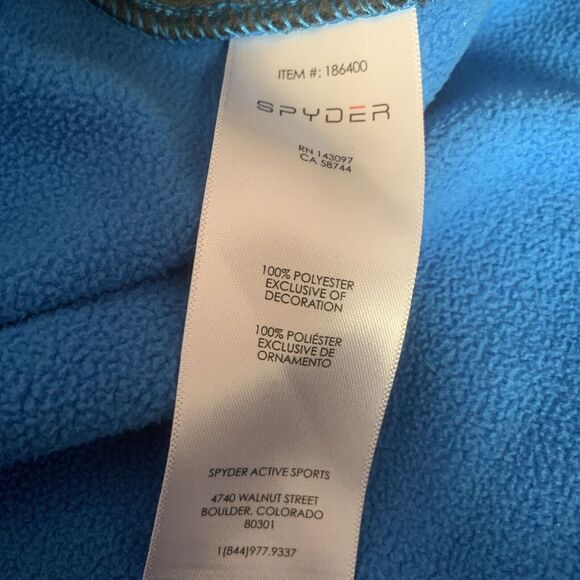 ITEM #: 186400
SPYDER
RN 143097
CA 58744
100% POLYESTER
EXCLUSIVE OF
DECORATION
100% POLIÉSTER
EXCLUSIVE DE
ORNAMENTO
SPYDER ACTIVE SPORTS
4740 WALNUT STREET
BOULDER, COLORADO
80301
1(844)977.9337